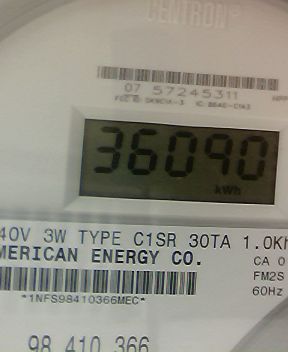 CENTRON®
07 57245311
36090
kWh
40V 3W TYPE C1SR 30TA 1.0Kh
MERICAN ENERGY CO.
CA 0
FM2S
60Hz
*1NFS98410366MEC*
98 410 366